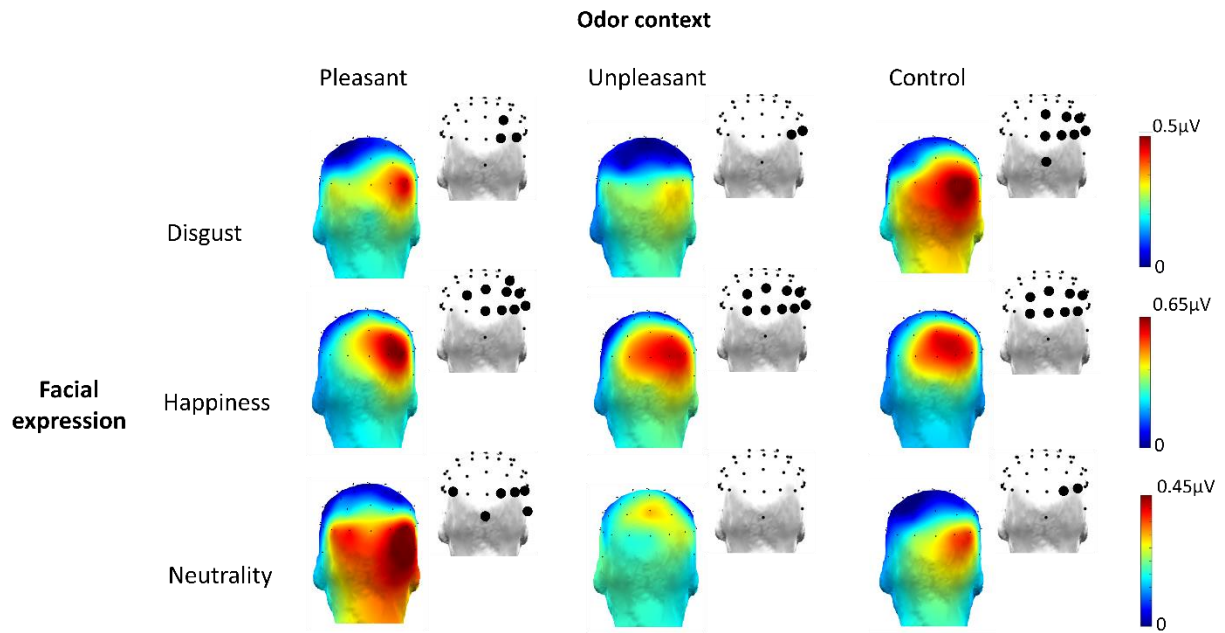 Odor context
Pleasant
Unpleasant
Control
0.5µV
Disgust
0
0.65µV
Facial
expression
Happiness
0
0.45µV
Neutrality
0